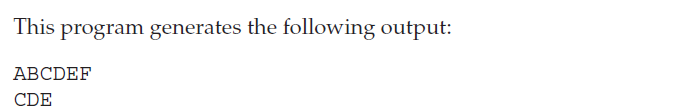 This program generates the following output:
ABCDEF
CDE